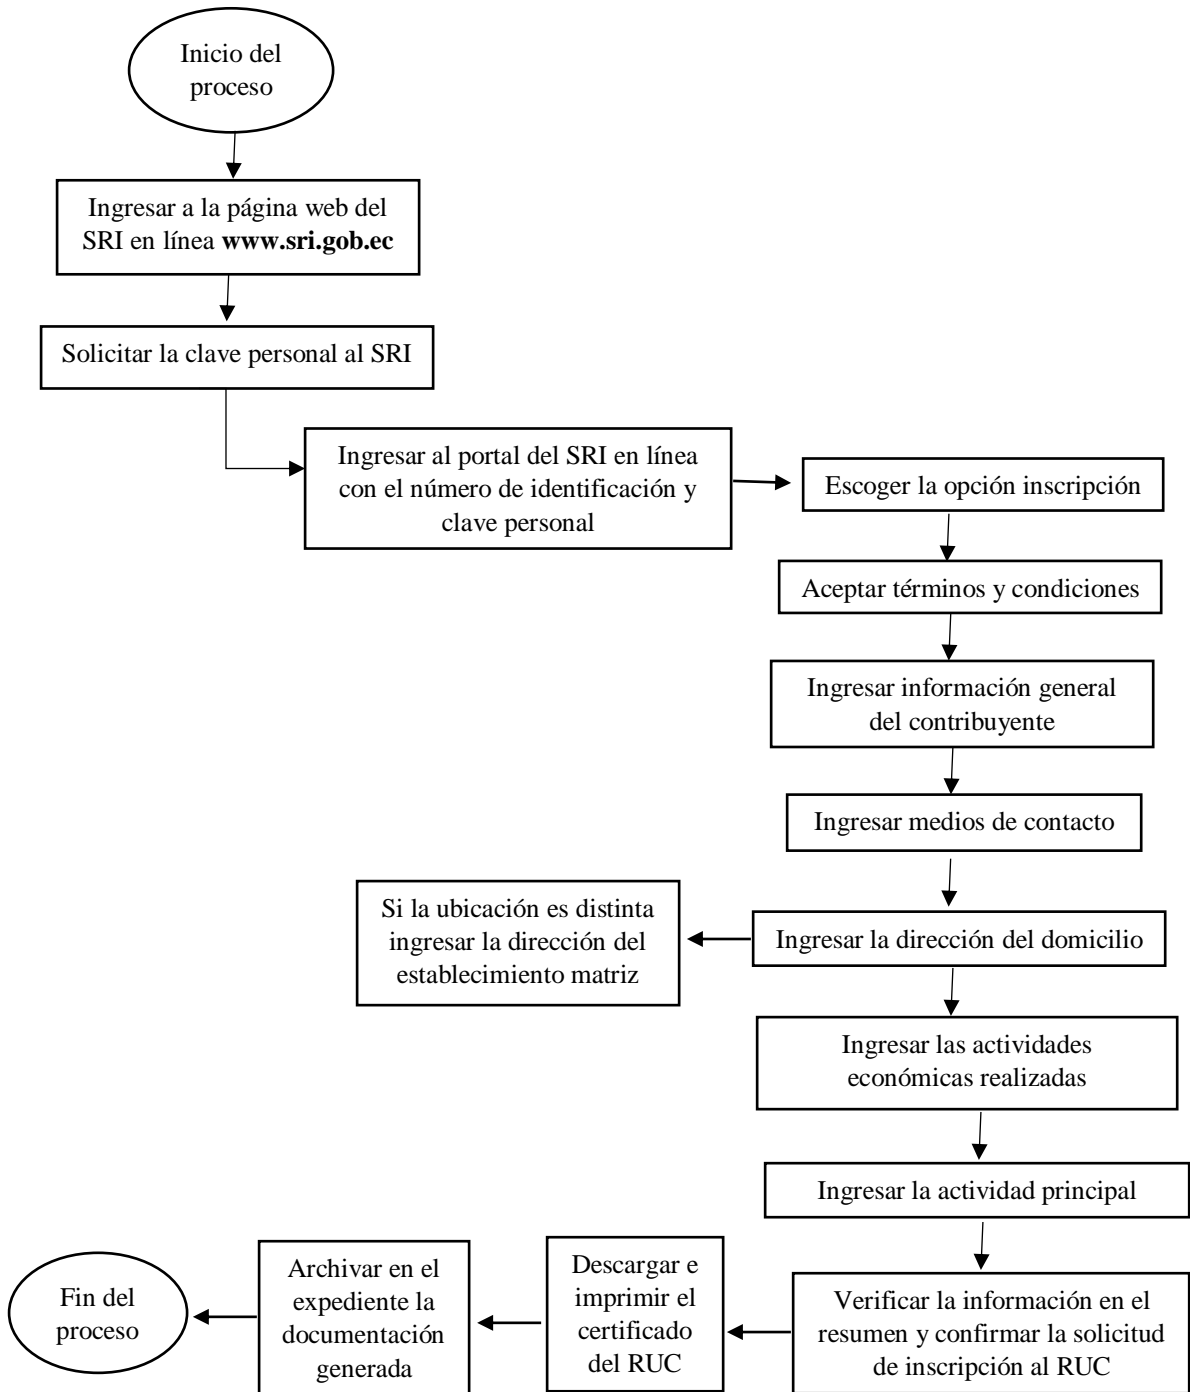 Inicio del
proceso
Ingresar a la página web del
SRI en línea www.sri.gob.ec
Solicitar la clave personal al SRI
Ingresar al portal del SRI en línea
con el número de identificación y
clave personal
Escoger la opción inscripción
Aceptar términos y condiciones
Ingresar información general
del contribuyente
Ingresar medios de contacto
Ingresar la dirección del domicilio
Si la ubicación es distinta
ingresar la dirección del
establecimiento matriz
Ingresar las actividades
económicas realizadas
Ingresar la actividad principal
Verificar la información en el
resumen y confirmar la solicitud
de inscripción al RUC
Descargar e
imprimir el
certificado
del RUC
Archivar en el
expediente la
documentación
generada
Fin del
proceso